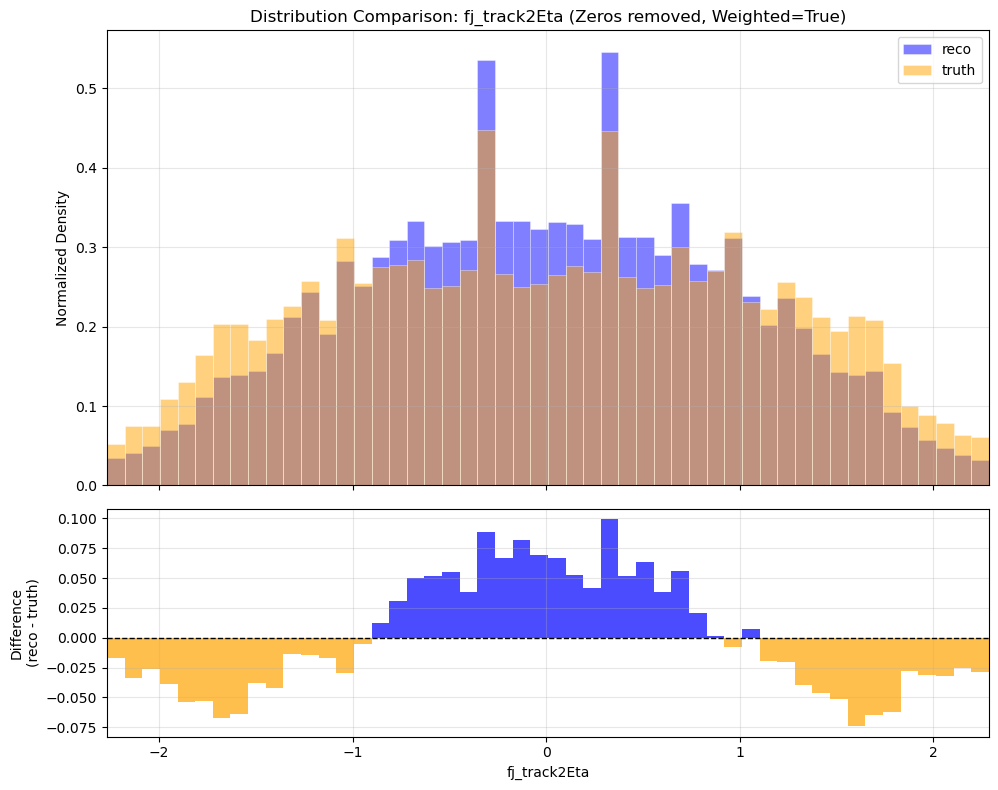 Distribution Comparison: fj_track2Eta (Zeros removed, Weighted=True)
reco
truth
Normalized Density
0.5
0.4
0.3
0.2
0.1
0.0
Difference
(reco - truth)
0.100
0.075
0.050
0.025
0.000
−0.025
−0.050
−0.075
−2
−1
0
1
2
fj_track2Eta